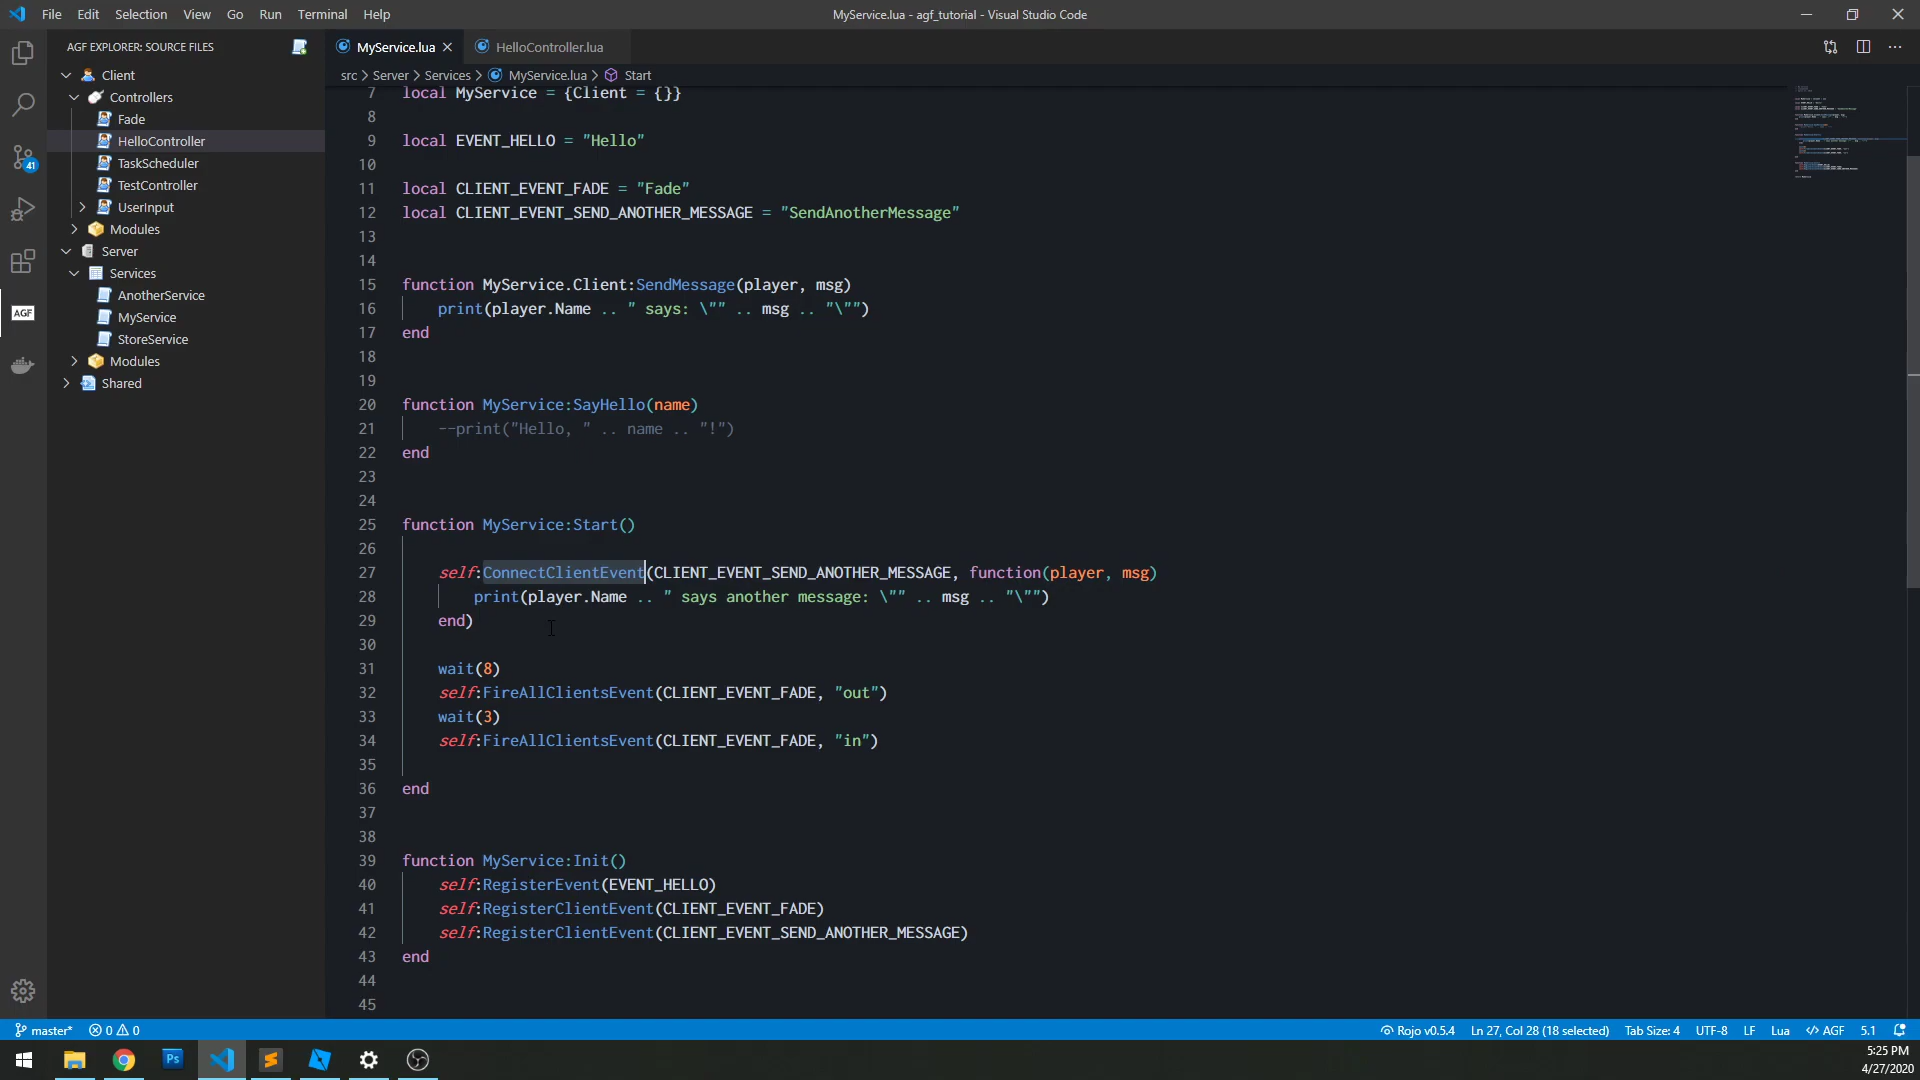 File Edit Selection View Go Run Terminal Help
MyService.lua - agf_tutorial - Visual Studio Code
AGF EXPLORER: SOURCE FILES
Client
Controllers
Fade
HelloController
TaskScheduler
TestController
UserInput
Modules
Server
Services
AnotherService
MyService
StoreService
Modules
Shared
41
AGF
MyService.lua
HelloController.lua
src > Server > Services > MyService.lua > Start
7 local MyService = {Client = {}}
8
9 local EVENT_HELLO = "Hello"
10
11 local CLIENT_EVENT_FADE = "Fade"
12 local CLIENT_EVENT_SEND_ANOTHER_MESSAGE = "SendAnotherMessage"
13
14
15 function MyService.Client:SendMessage(player, msg)
16 print(player.Name .. " says: \"" .. msg .. "\"")
17 end
18
19
20 function MyService:SayHello(name)
21 --print("Hello, " .. name .. "!")
22 end
23
24
25 function MyService:Start()
26
27 self:ConnectClientEvent(CLIENT_EVENT_SEND_ANOTHER_MESSAGE, function(player, msg)
28 print(player.Name .. " says another message: \"" .. msg .. "\"")
29 end)
30
31 wait(8)
32 self:FireAllClientsEvent(CLIENT_EVENT_FADE, "out")
33 wait(3)
34 self:FireAllClientsEvent(CLIENT_EVENT_FADE, "in")
35
36 end
37
38
39 function MyService:Init()
40 self:RegisterEvent(EVENT_HELLO)
41 self:RegisterClientEvent(CLIENT_EVENT_FADE)
42 self:RegisterClientEvent(CLIENT_EVENT_SEND_ANOTHER_MESSAGE)
43 end
44
45
master* 0 0
Rojo v0.5.4 Ln 27, Col 28 (18 selected) Tab Size: 4 UTF-8 LF Lua </> AGF 5.1
Ps
5:25 PM
4/27/2020